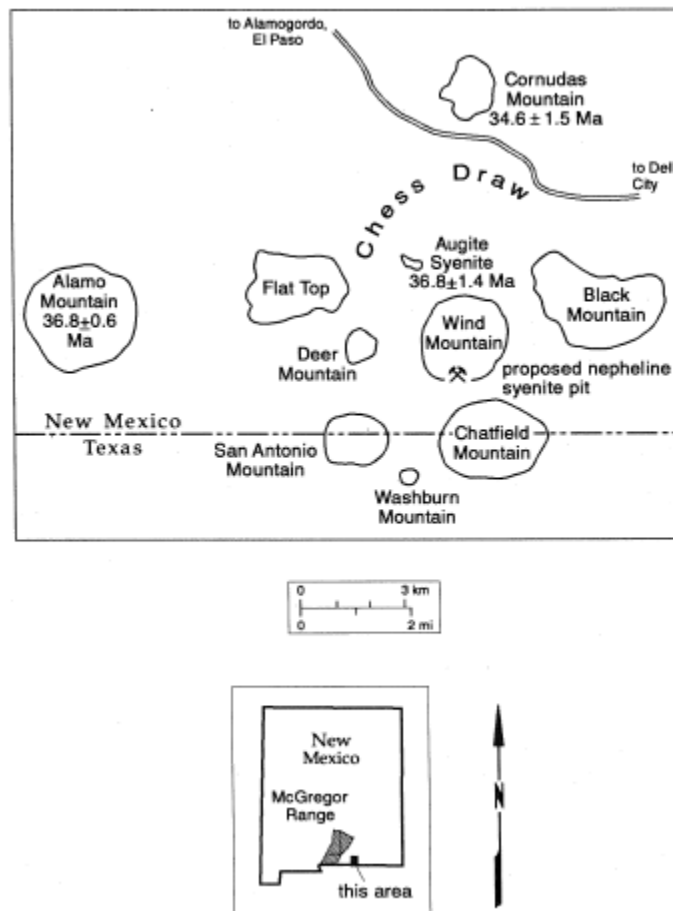 to Alamogordo,
El Paso
Cornudas
Mountain
34.6 ± 1.5 Ma
to Dell
City
Chess Draw
Augite
Syenite
36.8±1.4 Ma
Alamo
Mountain
36.8±0.6
Ma
Flat Top
Black
Mountain
Wind
Mountain
Deer
Mountain
proposed nepheline
syenite pit
New Mexico
Texas
San Antonio
Mountain
Chatfield
Mountain
Washburn
Mountain
0 3 km
0 2 mi
New
Mexico
McGregor
Range
this area
N